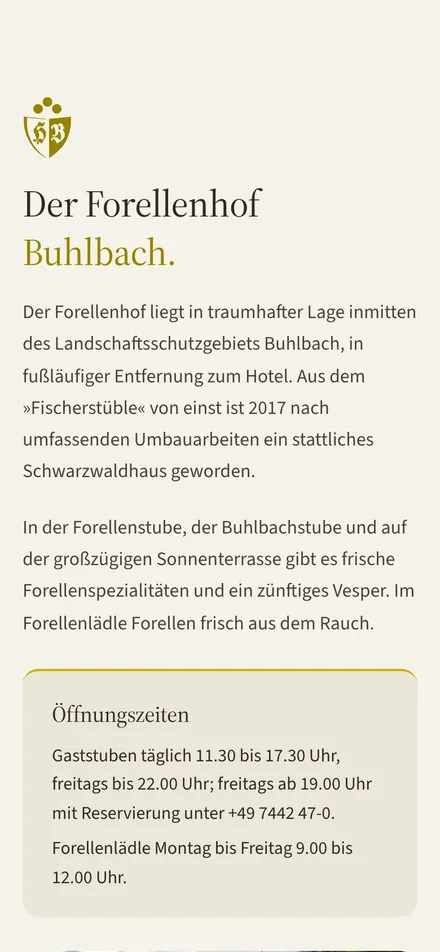 H B
Der Forellenhof
Buhlbach.
Der Forellenhof liegt in traumhafter Lage inmitten
des Landschaftsschutzgebiets Buhlbach, in
fußläufiger Entfernung zum Hotel. Aus dem
»Fischerstüble« von einst ist 2017 nach
umfassenden Umbauarbeiten ein stattliches
Schwarzwaldhaus geworden.
In der Forellenstube, der Buhlbachstube und auf
der großzügigen Sonnenterrasse gibt es frische
Forellenspezialitäten und ein zünftiges Vesper. Im
Forellenlädle Forellen frisch aus dem Rauch.
Öffnungszeiten
Gaststuben täglich 11.30 bis 17.30 Uhr,
freitags bis 22.00 Uhr; freitags ab 19.00 Uhr
mit Reservierung unter +49 7442 47-0.
Forellenlädle Montag bis Freitag 9.00 bis
12.00 Uhr.